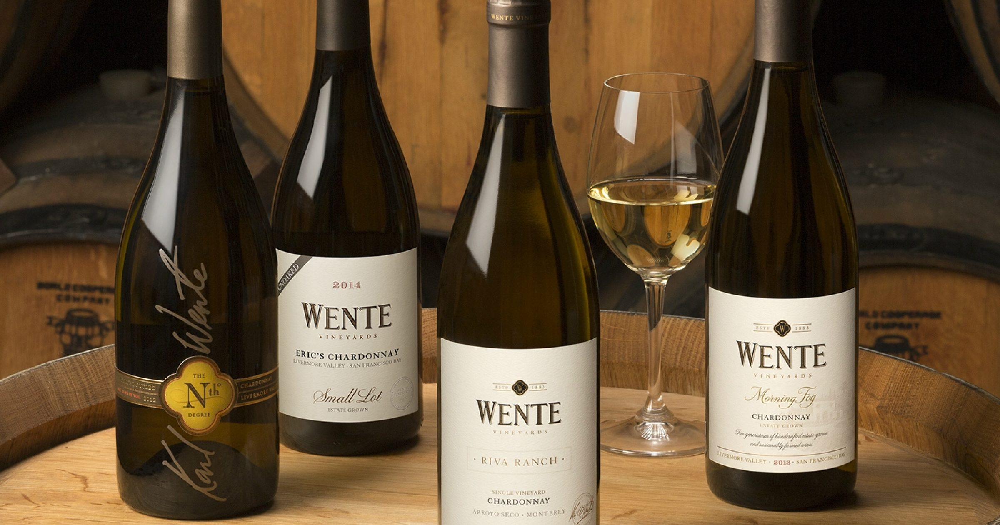 Karl Wente
THE
Nth°
DEGREE
CHARDONNAY
LIVERMORE
UNOAKED
2014
WENTE
VINEYARDS
ERIC'S CHARDONNAY
LIVERMORE VALLEY · SAN FRANCISCO BAY
Small Lot
ESTATE GROWN
WENTE
ESTD W 1883
WENTE
VINEYARDS
· RIVA RANCH ·
SINGLE VINEYARD
CHARDONNAY
ARROYO SECO · MONTEREY
ESTD W 1883
WENTE
VINEYARDS
Morning Fog
CHARDONNAY
ESTATE GROWN
Five generations of handcrafted estate-grown
and sustainably farmed wines.
LIVERMORE VALLEY · 2013 · SAN FRANCISCO BAY
COOPERAGE
COMPANY
COOPERAGE
COMPANY